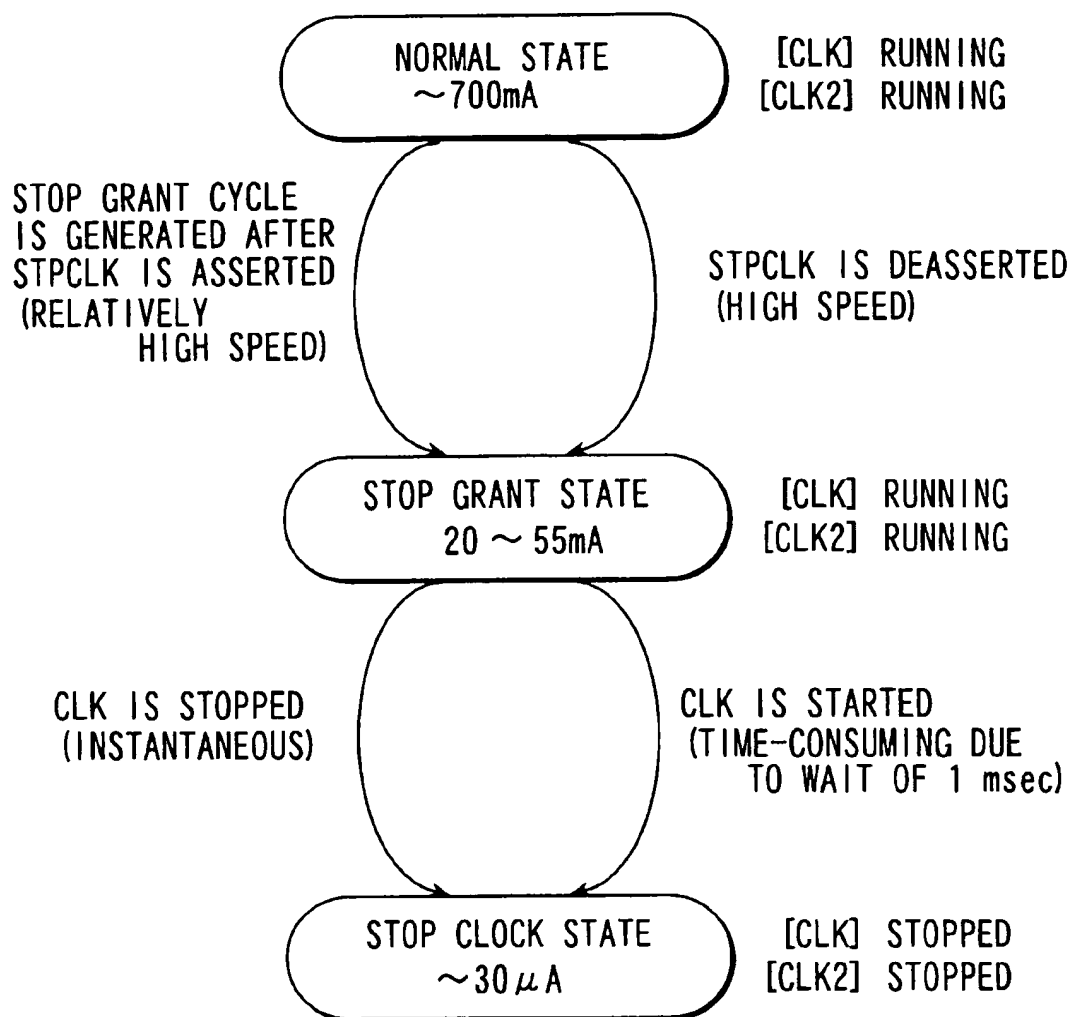 NORMAL STATE
~700mA
[CLK] RUNNING
[CLK2] RUNNING
STOP GRANT CYCLE
IS GENERATED AFTER
STPCLK IS ASSERTED
(RELATIVELY
HIGH SPEED)
STPCLK IS DEASSERTED
(HIGH SPEED)
STOP GRANT STATE
20 ~ 55mA
[CLK] RUNNING
[CLK2] RUNNING
CLK IS STOPPED
(INSTANTANEOUS)
CLK IS STARTED
(TIME-CONSUMING DUE
TO WAIT OF 1 msec)
STOP CLOCK STATE
~30μA
[CLK] STOPPED
[CLK2] STOPPED